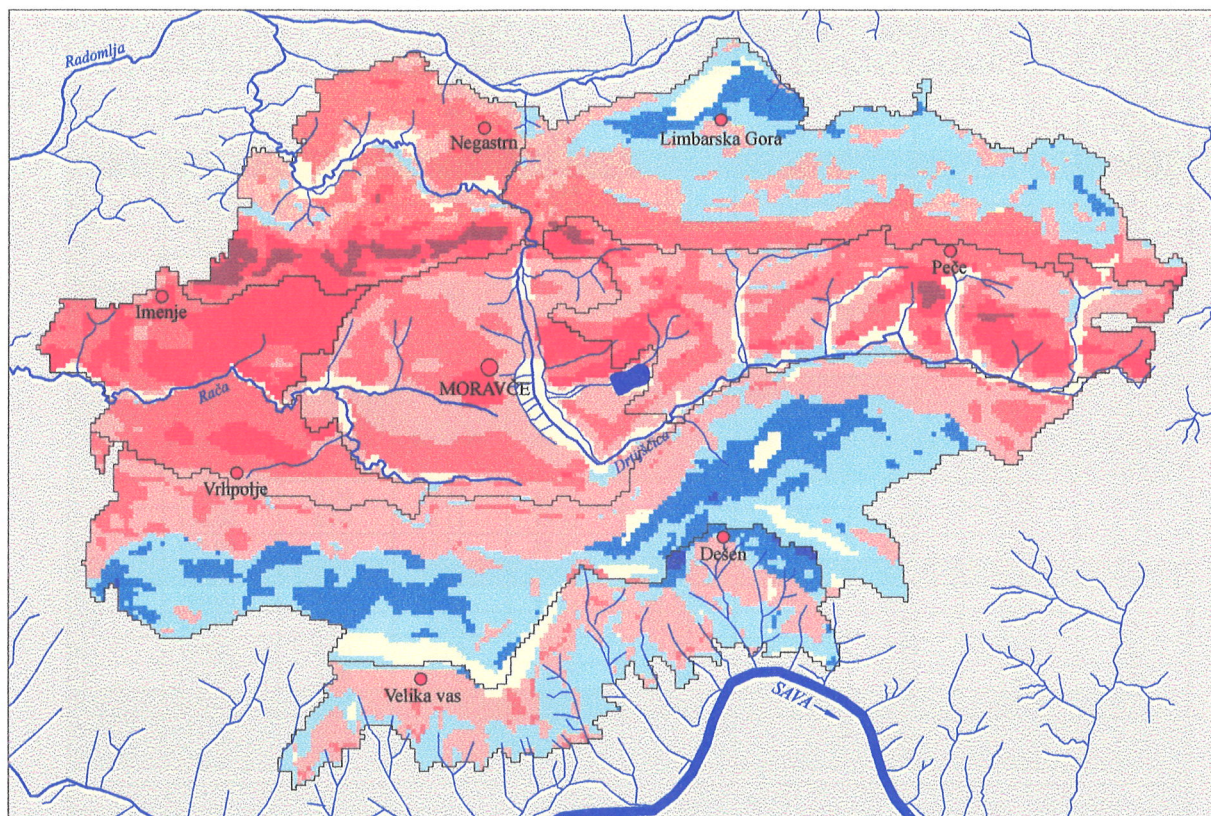 Radomlja
Negastrn
Limbarska Gora
Peče
Imenje
MORAVČE
Rača
Drtijščica
Vrhpolje
Dešen
SAVA
Velika vas